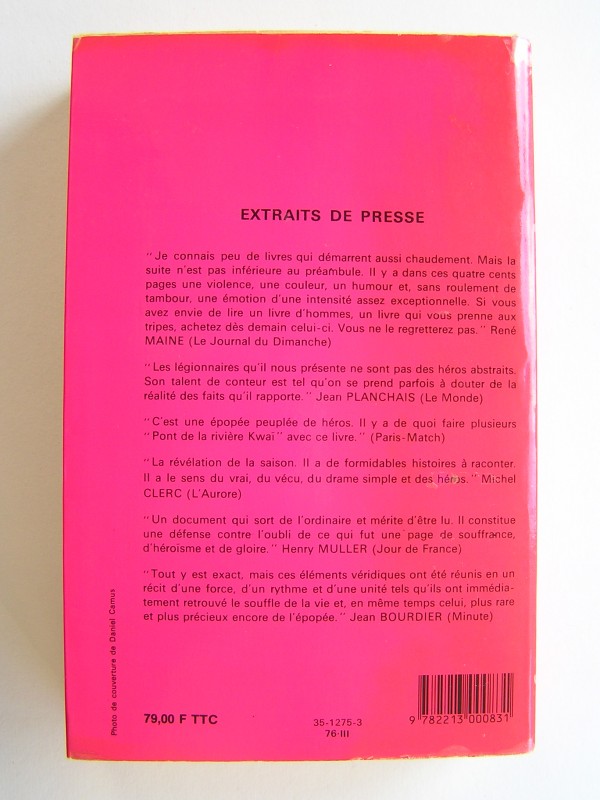 EXTRAITS DE PRESSE
"Je connais peu de livres qui démarrent aussi chaudement. Mais la
suite n'est pas inférieure au préambule. Il y a dans ces quatre cents
pages une violence, une couleur, un humour et, sans roulement de
tambour, une émotion d'une intensité assez exceptionnelle. Si vous
avez envie de lire un livre d'hommes, un livre qui vous prenne aux
tripes, achetez dès demain celui-ci. Vous ne le regretterez pas." René
MAINE (Le Journal du Dimanche)
"Les légionnaires qu'il nous présente ne sont pas des héros abstraits.
Son talent de conteur est tel qu'on se prend parfois à douter de la
réalité des faits qu'il rapporte." Jean PLANCHAIS (Le Monde)
"C'est une épopée peuplée de héros. Il y a de quoi faire plusieurs
"Pont de la rivière Kwaï" avec ce livre." (Paris-Match)
"La révélation de la saison. Il a de formidables histoires à raconter.
Il a le sens du vrai, du vécu, du drame simple et des héros." Michel
CLERC (L'Aurore)
"Un document qui sort de l'ordinaire et mérite d'être lu. Il constitue
une défense contre l'oubli de ce qui fut une page de souffrance,
d'héroïsme et de gloire." Henry MULLER (Jour de France)
"Tout y est exact, mais ces éléments véridiques ont été réunis en un
récit d'une force, d'un rythme et d'une unité tels qu'ils ont immédia-
tement retrouvé le souffle de la vie et, en même temps celui, plus rare
et plus précieux encore de l'épopée." Jean BOURDIER (Minute)
Photo de couverture de Daniel Camus
79,00 F TTC
35-1275-3
76-III
9 782213 000831